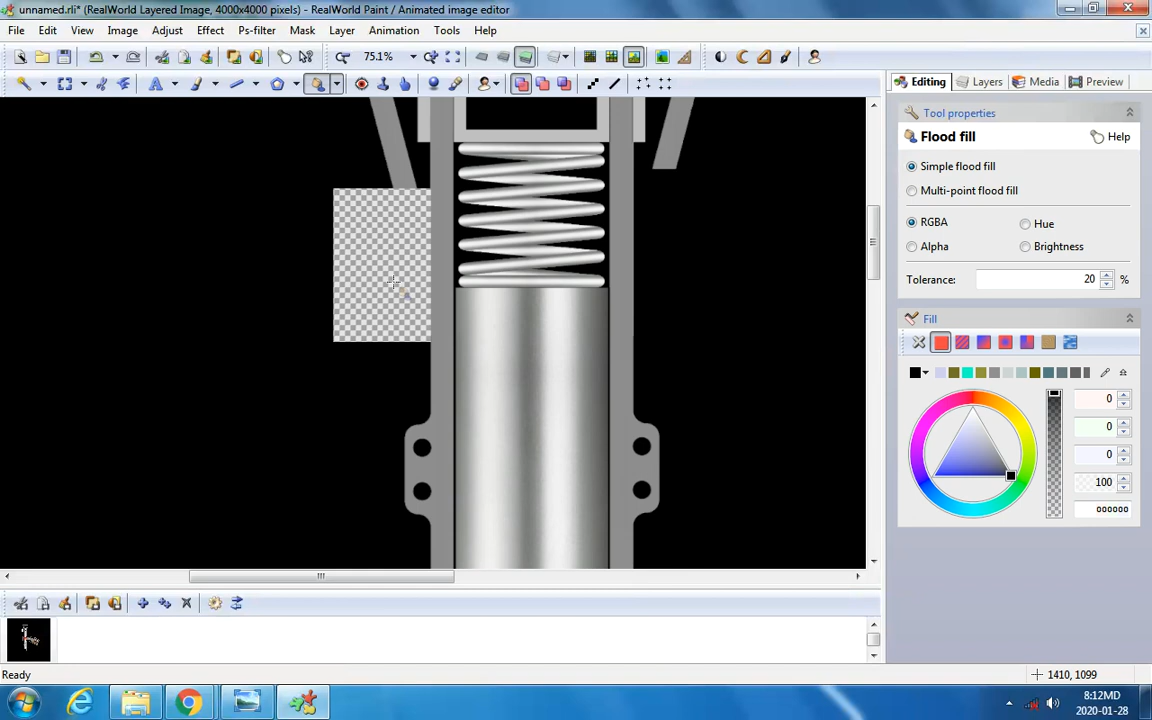 unnamed.rli* (RealWorld Layered Image, 4000x4000 pixels) - RealWorld Paint / Animated image editor
File Edit View Image Adjust Effect Ps-filter Mask Layer Animation Tools Help
75.1%
Editing Layers Media Preview
Tool properties
Flood fill Help
Simple flood fill
Multi-point flood fill
RGBA Hue
Alpha Brightness
Tolerance: 20 %
Fill
0
0
0
100
000000
Ready 1410, 1099
8:12MD
2020-01-28